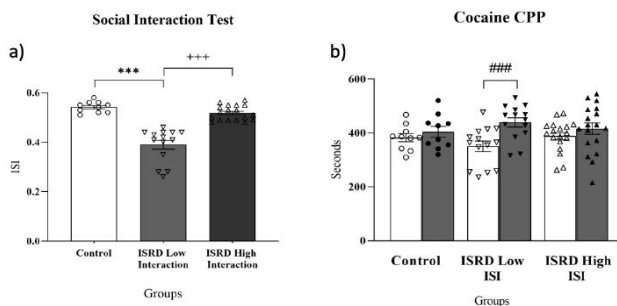 Social Interaction Test
a)
***
+++
0.6
0.4
0.2
0.0
ISI
Control
ISRD Low
Interaction
ISRD High
Interaction
Groups
Cocaine CPP
b)
###
600
400
200
0
Seconds
Control
ISRD Low
ISI
ISRD High
ISI
Groups